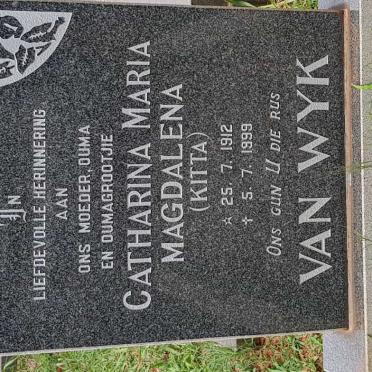 IN
LIEFDEVOLLE HERINNERING
AAN
ONS MOEDER, OUMA
EN OUMAGROOTJIE
CATHARINA MARIA
MAGDALENA
(KITTA)
☆ 25. 7. 1912
✝ 5. 7. 1899
ONS GUN U DIE RUS
VAN WYK